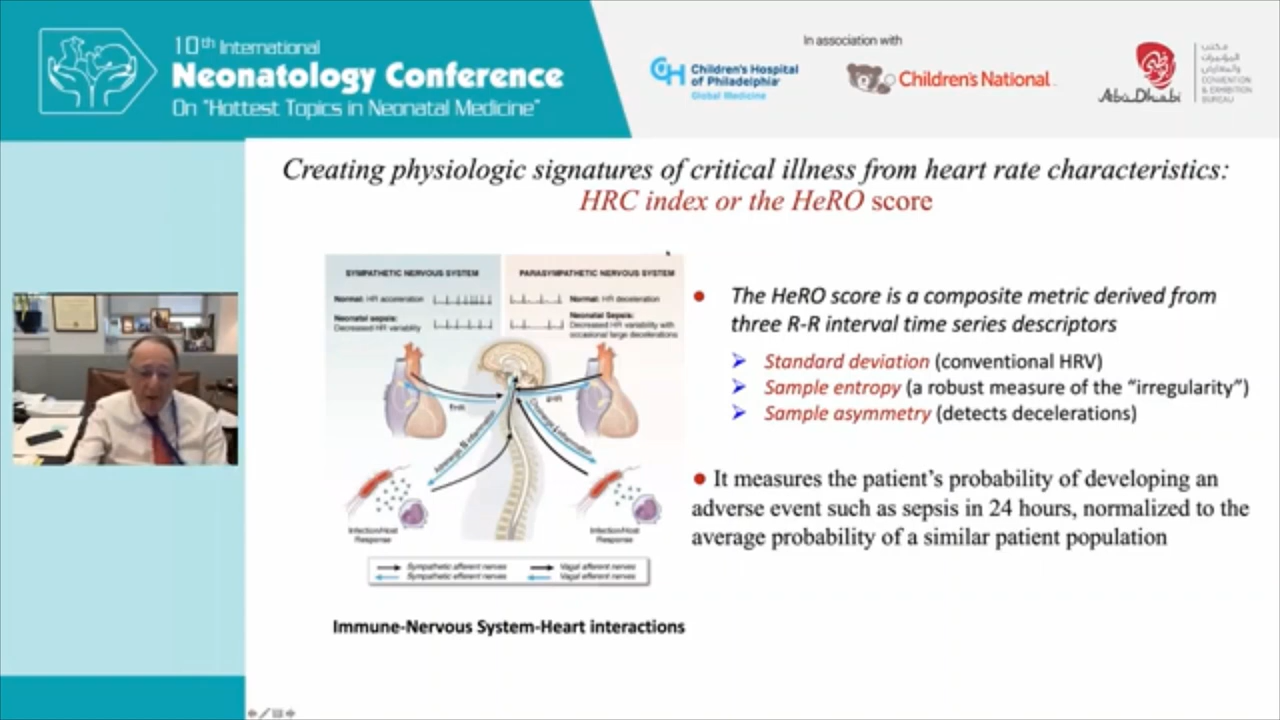 10th International
Neonatology Conference
On "Hottest Topics in Neonatal Medicine"
In association with
CH Children's Hospital
of Philadelphia
Global Medicine
Children's National
Abu Dhabi
مكتب
المؤتمرات
والمعارض
CONVENTION
& EXHIBITION
BUREAU
Creating physiologic signatures of critical illness from heart rate characteristics:
HRC index or the HeRO score
SYMPATHETIC NERVOUS SYSTEM
PARASYMPATHETIC NERVOUS SYSTEM
Normal: HR acceleration
Normal: HR deceleration
Neonatal sepsis:
Decreased HR variability
Neonatal Sepsis:
Decreased HR variability with
occasional large decelerations
Infection/Host
Response
Infection/Host
Response
Sympathetic afferent nerves
Vagal afferent nerves
Sympathetic efferent nerves
Vagal efferent nerves
Immune-Nervous System-Heart interactions
● The HeRO score is a composite metric derived from
three R-R interval time series descriptors
➢ Standard deviation (conventional HRV)
➢ Sample entropy (a robust measure of the “irregularity”)
➢ Sample asymmetry (detects decelerations)
● It measures the patient’s probability of developing an
adverse event such as sepsis in 24 hours, normalized to the
average probability of a similar patient population